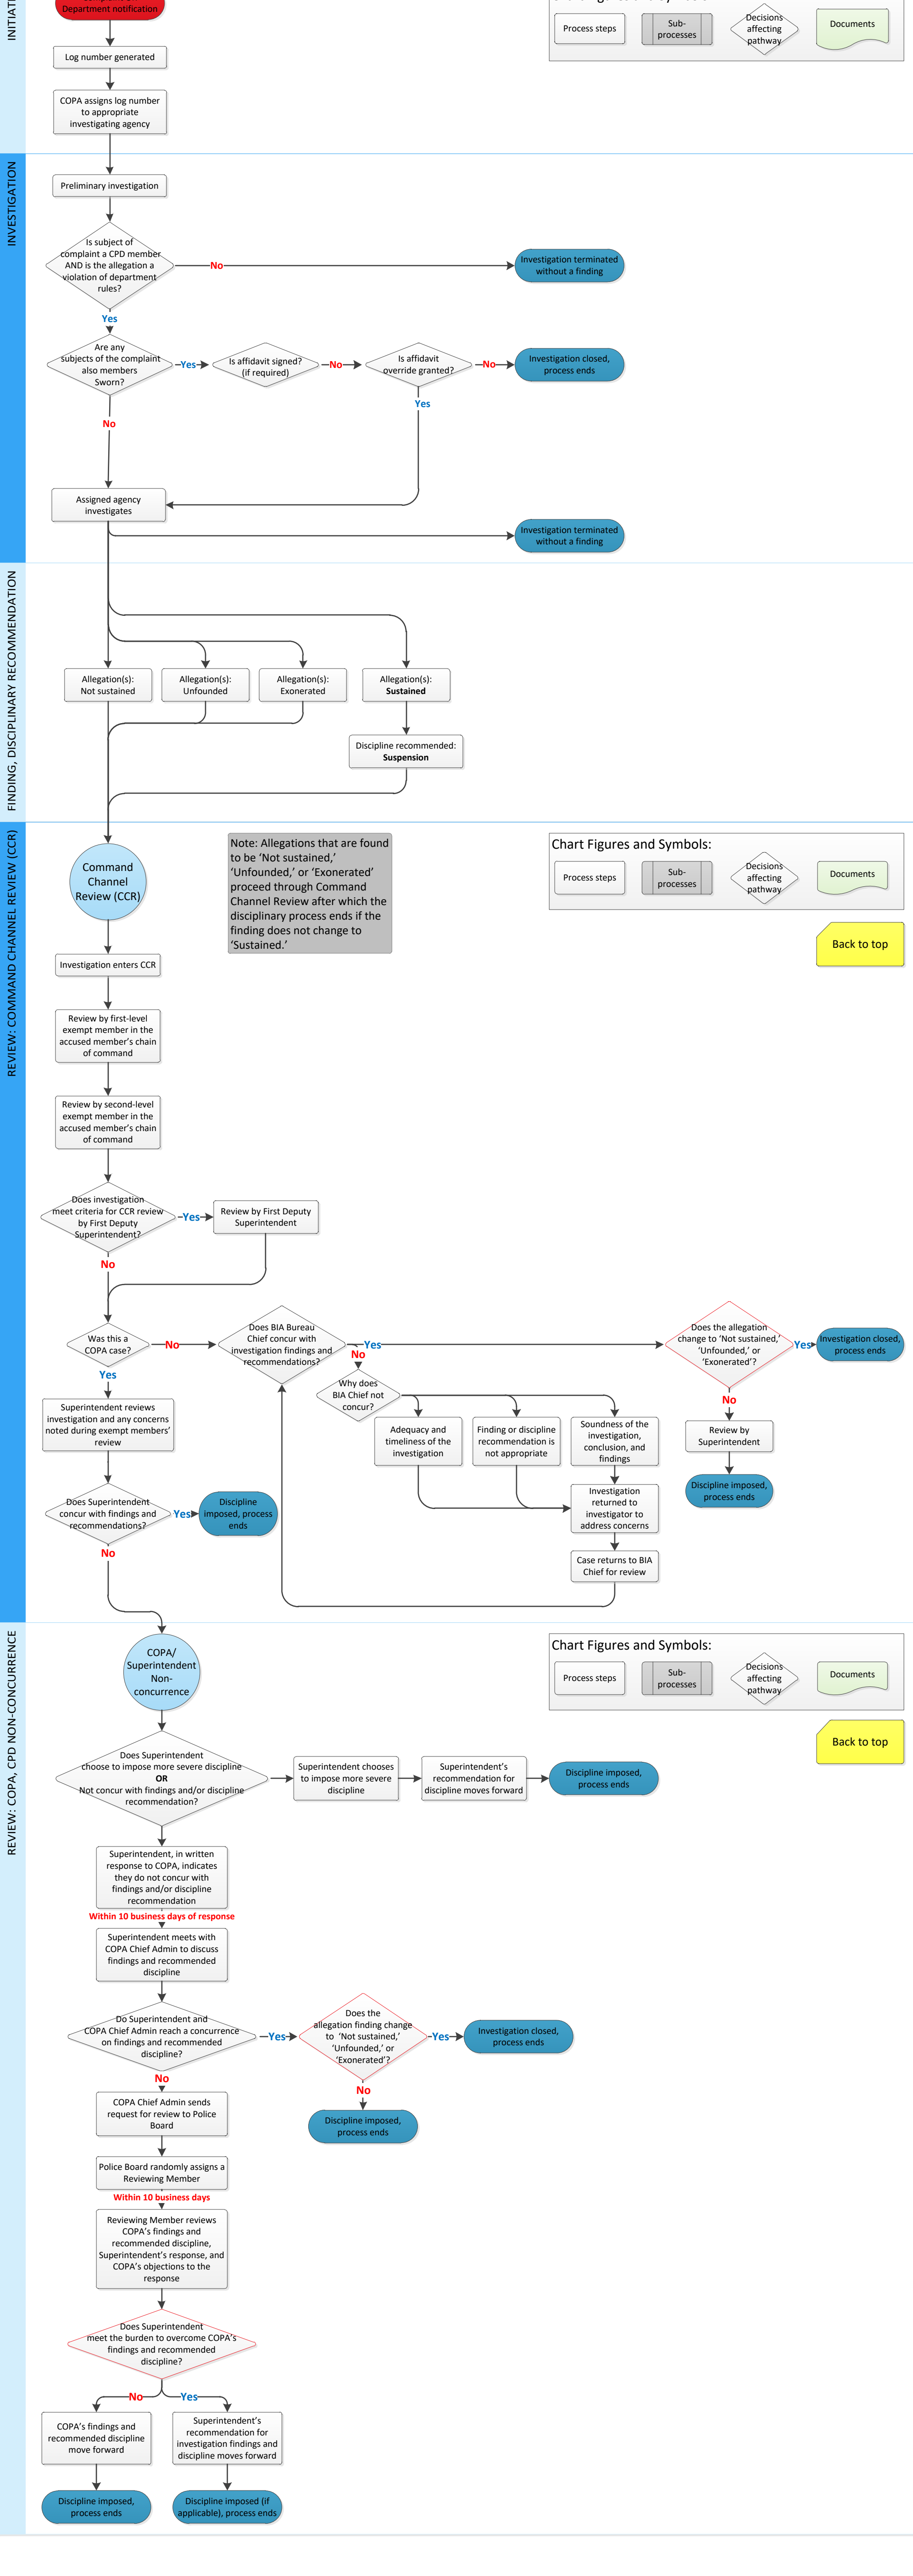 INITIATI
Department notification
Process steps
Sub-
processes
Decisions
affecting
pathway
Documents
Log number generated
COPA assigns log number
to appropriate
investigating agency
INVESTIGATION
Preliminary investigation
Is subject of
complaint a CPD member
AND is the allegation a
violation of department
rules?
No
Investigation terminated
without a finding
Yes
Are any
subjects of the complaint
also members
Sworn?
Yes
Is affidavit signed?
(if required)
No
Is affidavit
override granted?
No
Investigation closed,
process ends
Yes
No
Assigned agency
investigates
Investigation terminated
without a finding
FINDING, DISCIPLINARY RECOMMENDATION
Allegation(s):
Not sustained
Allegation(s):
Unfounded
Allegation(s):
Exonerated
Allegation(s):
Sustained
Discipline recommended:
Suspension
REVIEW: COMMAND CHANNEL REVIEW (CCR)
Command
Channel
Review (CCR)
Note: Allegations that are found
to be ‘Not sustained,’
‘Unfounded,’ or ‘Exonerated’
proceed through Command
Channel Review after which the
disciplinary process ends if the
finding does not change to
‘Sustained.’
Chart Figures and Symbols:
Process steps
Sub-
processes
Decisions
affecting
pathway
Documents
Back to top
Investigation enters CCR
Review by first-level
exempt member in the
accused member’s chain
of command
Review by second-level
exempt member in the
accused member’s chain
of command
Does investigation
meet criteria for CCR review
by First Deputy
Superintendent?
Yes
Review by First Deputy
Superintendent
No
Was this a
COPA case?
No
Does BIA Bureau
Chief concur with
investigation findings and
recommendations?
Yes
Does the allegation
change to ‘Not sustained,’
‘Unfounded,’ or
‘Exonerated’?
Yes
Investigation closed,
process ends
No
Why does
BIA Chief not
concur?
Yes
Superintendent reviews
investigation and any concerns
noted during exempt members’
review
Adequacy and
timeliness of the
investigation
Finding or discipline
recommendation is
not appropriate
Soundness of the
investigation,
conclusion, and
findings
No
Review by
Superintendent
Discipline imposed,
process ends
Does Superintendent
concur with findings and
recommendations?
Yes
Discipline
imposed, process
ends
Investigation
returned to
investigator to
address concerns
No
Case returns to BIA
Chief for review
REVIEW: COPA, CPD NON-CONCURRENCE
COPA/
Superintendent
Non-
concurrence
Chart Figures and Symbols:
Process steps
Sub-
processes
Decisions
affecting
pathway
Documents
Back to top
Does Superintendent
choose to impose more severe discipline
OR
Not concur with findings and/or discipline
recommendation?
Superintendent chooses
to impose more severe
discipline
Superintendent’s
recommendation for
discipline moves forward
Discipline imposed,
process ends
Superintendent, in written
response to COPA, indicates
they do not concur with
findings and/or discipline
recommendation
Within 10 business days of response
Superintendent meets with
COPA Chief Admin to discuss
findings and recommended
discipline
Do Superintendent and
COPA Chief Admin reach a concurrence
on findings and recommended
discipline?
Yes
Does the
allegation finding change
to ‘Not sustained,’
‘Unfounded,’ or
‘Exonerated’?
Yes
Investigation closed,
process ends
No
No
COPA Chief Admin sends
request for review to Police
Board
Discipline imposed,
process ends
Police Board randomly assigns a
Reviewing Member
Within 10 business days
Reviewing Member reviews
COPA’s findings and
recommended discipline,
Superintendent’s response, and
COPA’s objections to the
response
Does Superintendent
meet the burden to overcome COPA’s
findings and recommended
discipline?
No
Yes
COPA’s findings and
recommended discipline
move forward
Superintendent’s
recommendation for
investigation findings and
discipline moves forward
Discipline imposed,
process ends
Discipline imposed (if
applicable), process ends